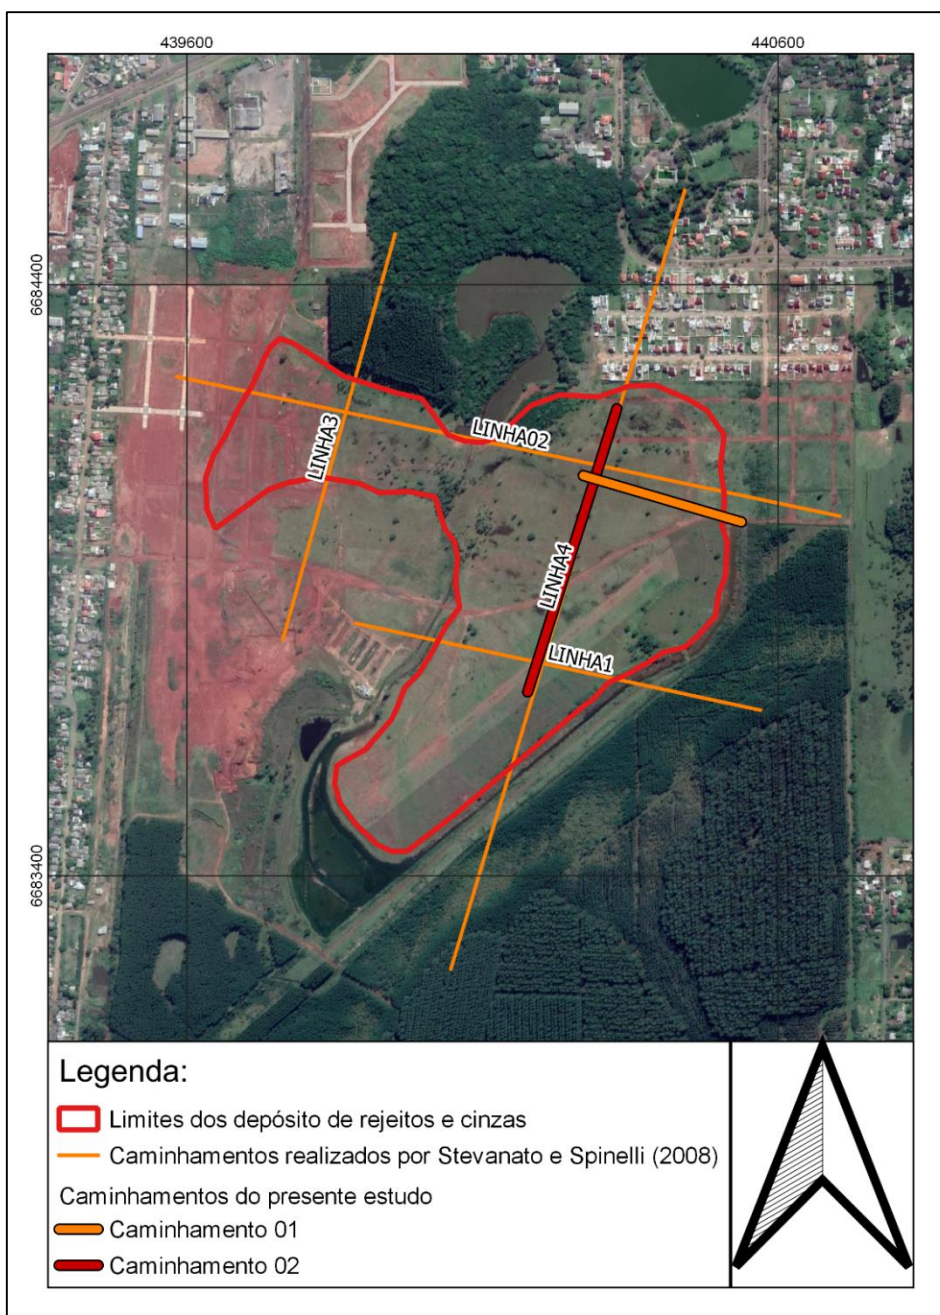 439600
440600
6684400
LINHA3
LINHA02
LINHA4
LINHA1
6683400
Legenda:
Limites dos depósito de rejeitos e cinzas
Caminhamentos realizados por Stevanato e Spinelli (2008)
Caminhamentos do presente estudo
Caminhamento 01
Caminhamento 02